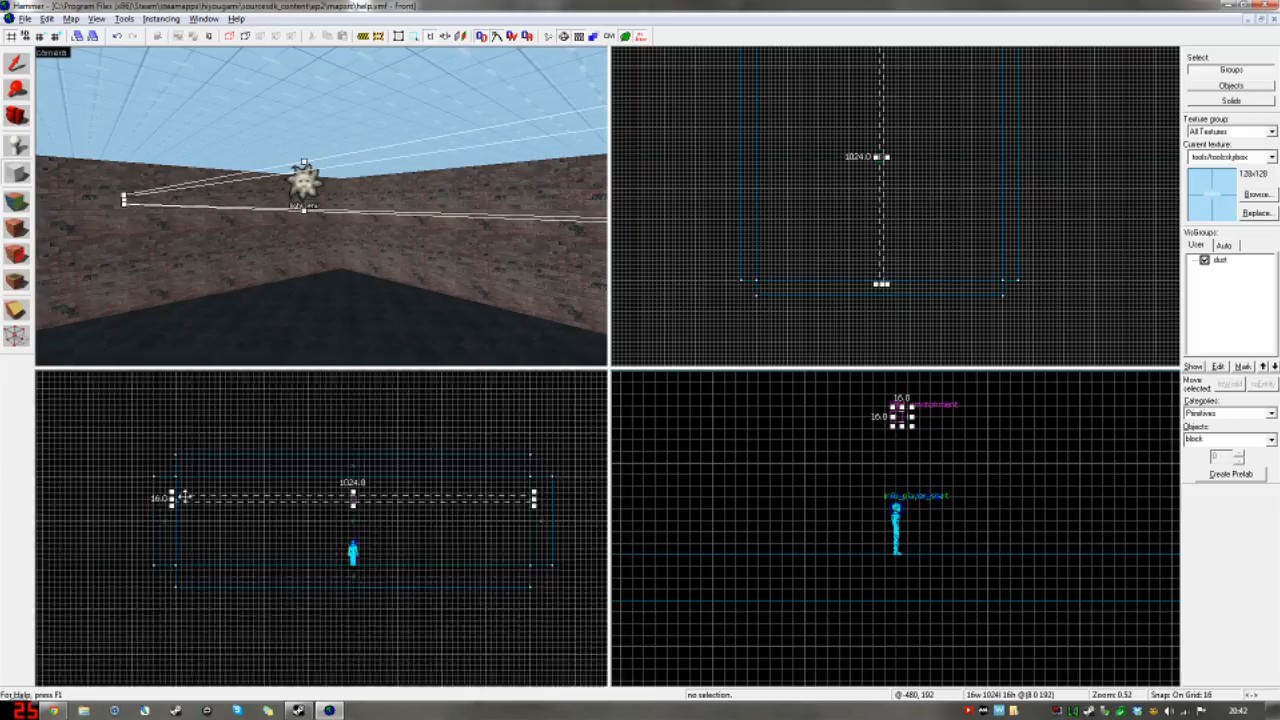 Hammer - [C:\Program Files (x86)\Steam\steamapps\hiyougami\sourcesdk_content\ep2\mapsrc\help.vmf - Front]
File Edit Map View Tools Instancing Window Help
camera
1024.0
16.0
1024.0
16.0
16.0
info_player_start
Select:
Groups
Objects
Solids
Texture group:
All Textures
Current texture:
tools/toolsskybox
128x128
Browse...
Replace...
VisGroups:
User Auto
dust
Show Edit Mark
Move selected:
toWorld toEntity
Categories:
Primitives
Objects:
block
0
Create Prefab
For Help, press F1
no selection.
@-480, 192
16w 1024l 16h @(8 0 192)
Zoom: 0.52
Snap: On Grid: 16
<->
25
20:42